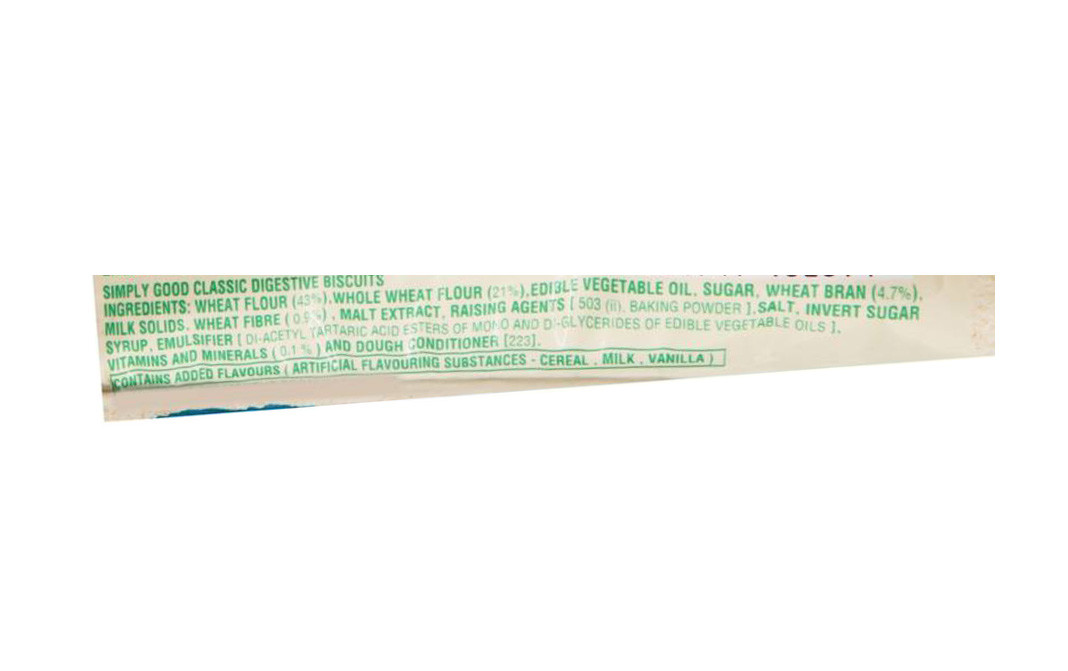 SIMPLY GOOD CLASSIC DIGESTIVE BISCUITS
INGREDIENTS: WHEAT FLOUR (43%).WHOLE WHEAT FLOUR (21%),EDIBLE VEGETABLE OIL, SUGAR, WHEAT BRAN (4.7%),
MILK SOLIDS, WHEAT FIBRE ( 0.9%) , MALT EXTRACT, RAISING AGENTS [ 503 (ii), BAKING POWDER ].SALT, INVERT SUGAR
SYRUP, EMULSIFIER [ DI-ACETYL TARTARIC ACID ESTERS OF MONO AND DI-GLYCERIDES OF EDIBLE VEGETABLE OILS ],
VITAMINS AND MINERALS ( 0.1 % ) AND DOUGH CONDITIONER [223].
CONTAINS ADDED FLAVOURS ( ARTIFICIAL FLAVOURING SUBSTANCES - CEREAL , MILK , VANILLA )